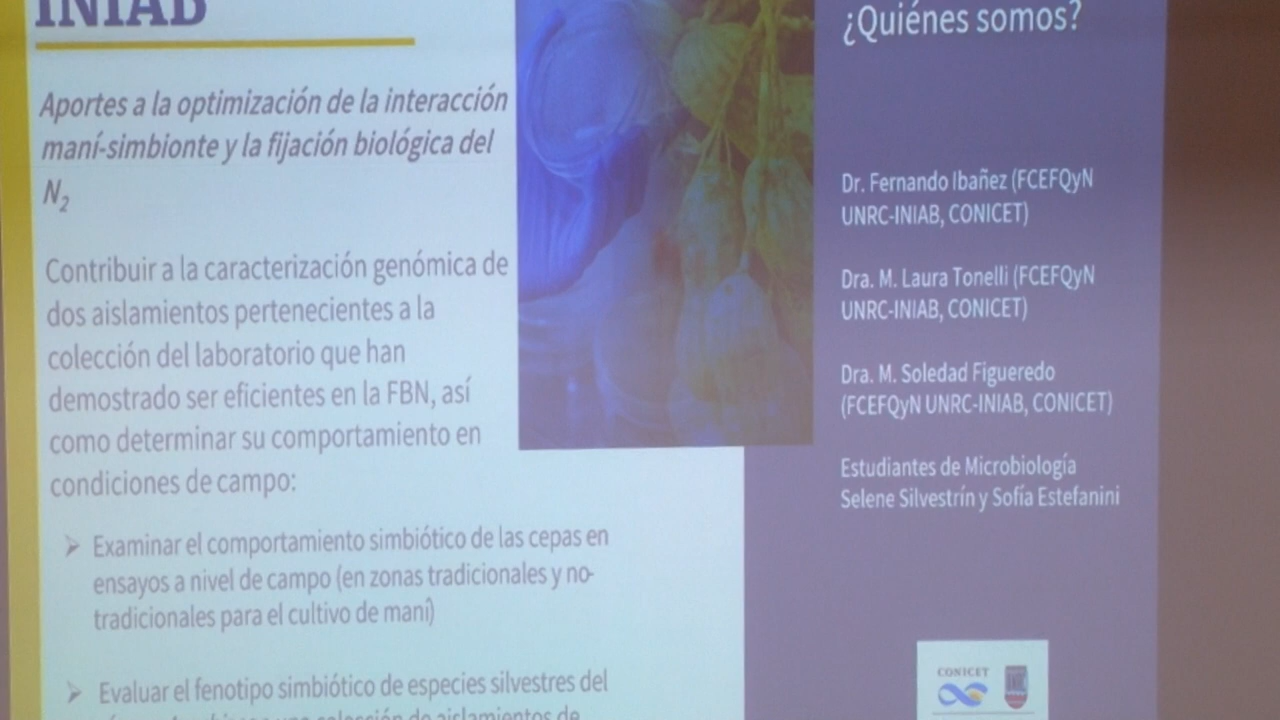 INIAB
Aportes a la optimización de la interacción
maní-simbionte y la fijación biológica del
N₂
Contribuir a la caracterización genómica de
dos aislamientos pertenecientes a la
colección del laboratorio que han
demostrado ser eficientes en la FBN, así
como determinar su comportamiento en
condiciones de campo:
➢ Examinar el comportamiento simbiótico de las cepas en
ensayos a nivel de campo (en zonas tradicionales y no-
tradicionales para el cultivo de maní)
➢ Evaluar el fenotipo simbiótico de especies silvestres del
una colección de aislamientos de
¿Quiénes somos?
Dr. Fernando Ibañez (FCEFQyN
UNRC-INIAB, CONICET)
Dra. M. Laura Tonelli (FCEFQyN
UNRC-INIAB, CONICET)
Dra. M. Soledad Figueredo
(FCEFQyN UNRC-INIAB, CONICET)
Estudiantes de Microbiología
Selene Silvestrín y Sofía Estefanini
CONICET